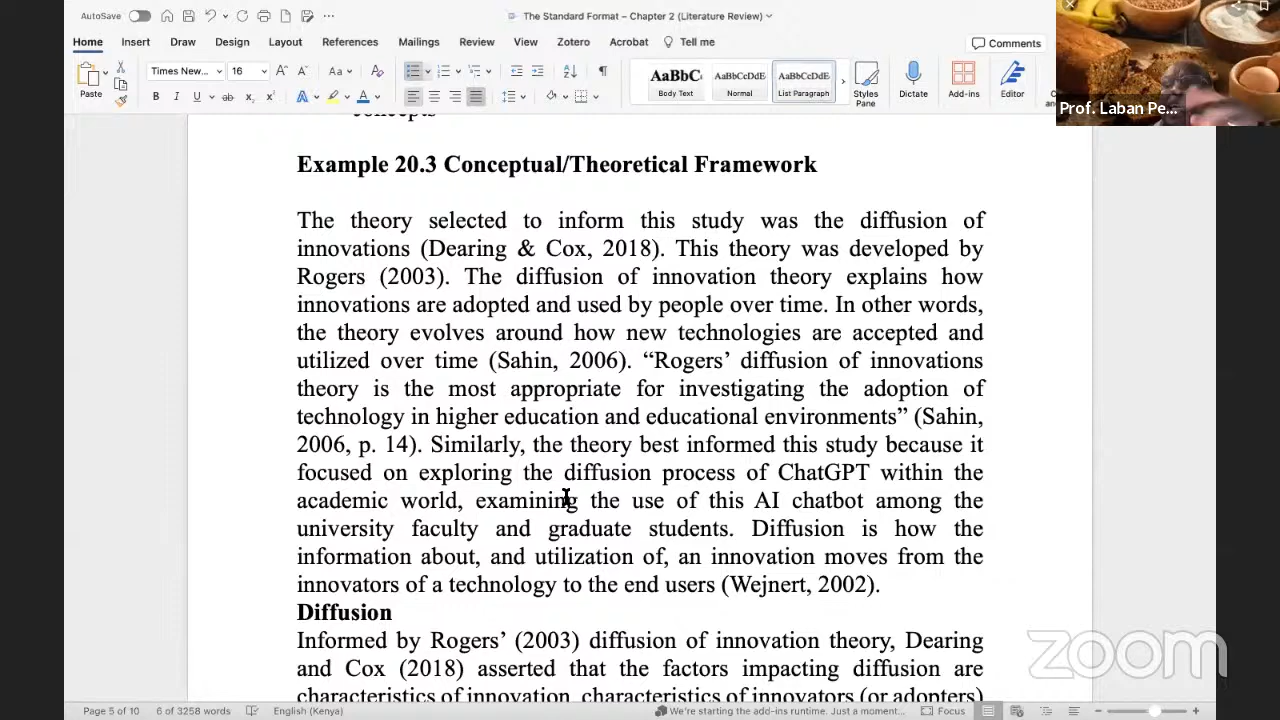 AutoSave
The Standard Format – Chapter 2 (Literature Review)
Home Insert Draw Design Layout References Mailings Review View Zotero Acrobat Tell me
Comments
Paste
Times New... 16
AaBbC AaBbCcDdE AaBbCcDdE
Body Text Normal List Paragraph
Styles Pane
Dictate
Add-ins
Editor
Prof. Laban Pe...
concepts
Example 20.3 Conceptual/Theoretical Framework
The theory selected to inform this study was the diffusion of
innovations (Dearing & Cox, 2018). This theory was developed by
Rogers (2003). The diffusion of innovation theory explains how
innovations are adopted and used by people over time. In other words,
the theory evolves around how new technologies are accepted and
utilized over time (Sahin, 2006). “Rogers’ diffusion of innovations
theory is the most appropriate for investigating the adoption of
technology in higher education and educational environments” (Sahin,
2006, p. 14). Similarly, the theory best informed this study because it
focused on exploring the diffusion process of ChatGPT within the
academic world, examining the use of this AI chatbot among the
university faculty and graduate students. Diffusion is how the
information about, and utilization of, an innovation moves from the
innovators of a technology to the end users (Wejnert, 2002).
Diffusion
Informed by Rogers’ (2003) diffusion of innovation theory, Dearing
and Cox (2018) asserted that the factors impacting diffusion are
characteristics of innovation, characteristics of innovators (or adopters)
zoom
Page 5 of 10 6 of 3258 words English (Kenya) We're starting the add-ins runtime. Just a moment... Focus